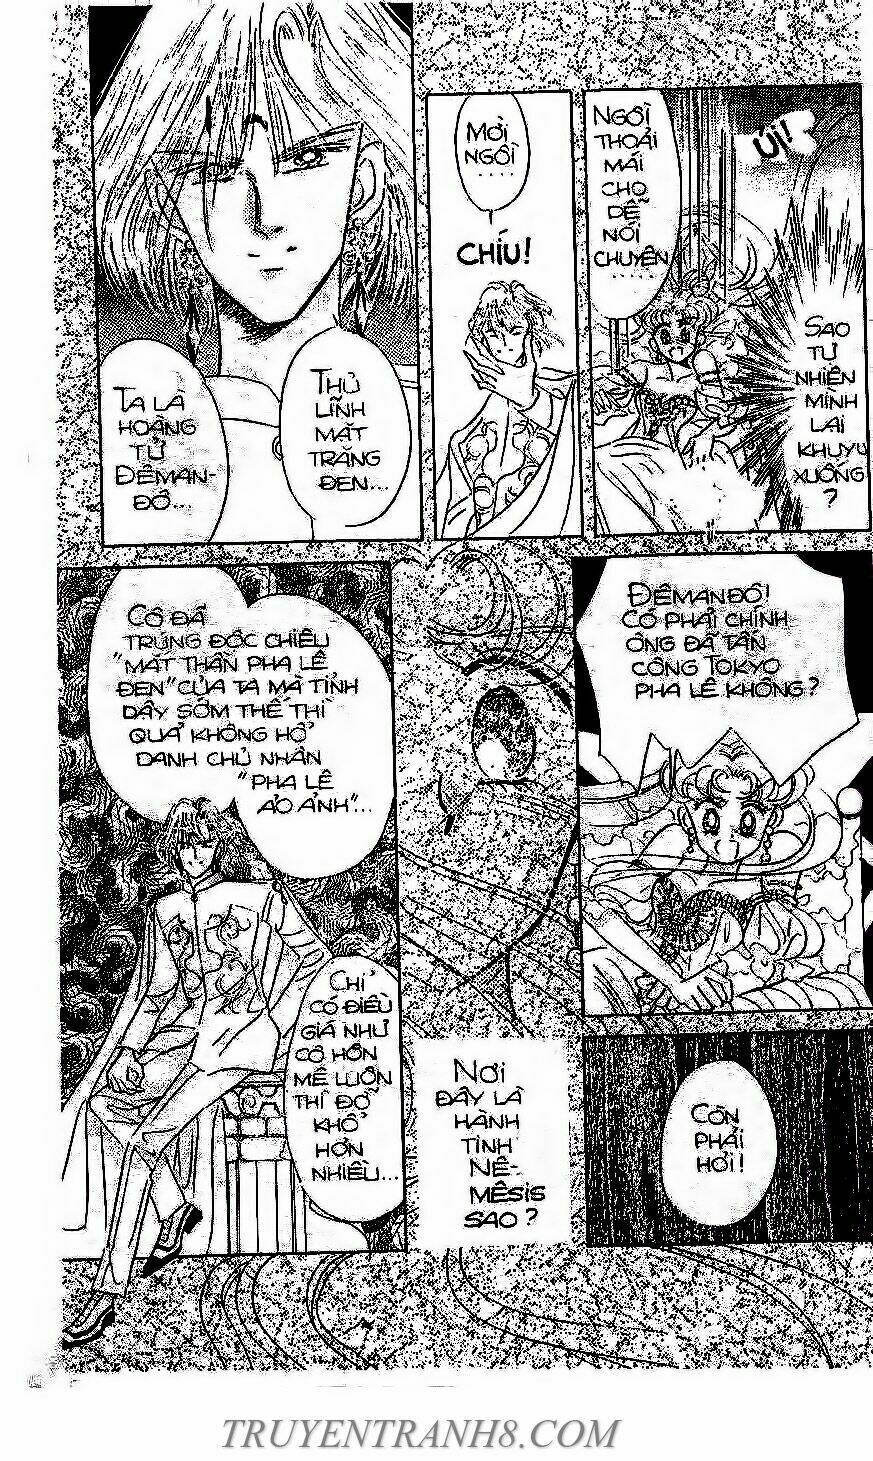 NGỒI
THOẢI
MÁI
CHO
DỄ
NÓI
CHUYỆN
.....
ÚI!
SAO
TỰ
NHIÊN
MÌNH
LẠI
KHUỴU
XUỐNG
?
MỜI
NGỒI
....
CHÍU!
THỦ
LĨNH
MẶT
TRĂNG
ĐEN...
TA LÀ
HOÀNG
TỬ
ĐÊMAN-
ĐÔ...
ĐÊMANĐÔ!
CÓ PHẢI CHÍNH
ÔNG ĐÃ TẤN
CÔNG TOKYO
PHA LÊ KHÔNG?
CÒN
PHẢI
HỎI!
NƠI
ĐÂY LÀ
HÀNH
TINH
NÊ-
MÊSIS
SAO?
CÔ ĐÃ
TRÚNG ĐÒC CHIÊU
"MẮT THẦN PHA LÊ
ĐEN" CỦA TA MÀ TỈNH
DẬY SỚM THẾ THÌ
QUẢ KHÔNG HỔ
DANH CHỦ NHÂN
"PHA LÊ
ẢO ẢNH"...
CHỈ
CÓ ĐIỀU
GIÁ NHƯ
CÔ HÔN
MÊ LUÔN
THÌ ĐỠ
KHỔ
HƠN
NHIỀU...
TRUYENTRANH8.COM